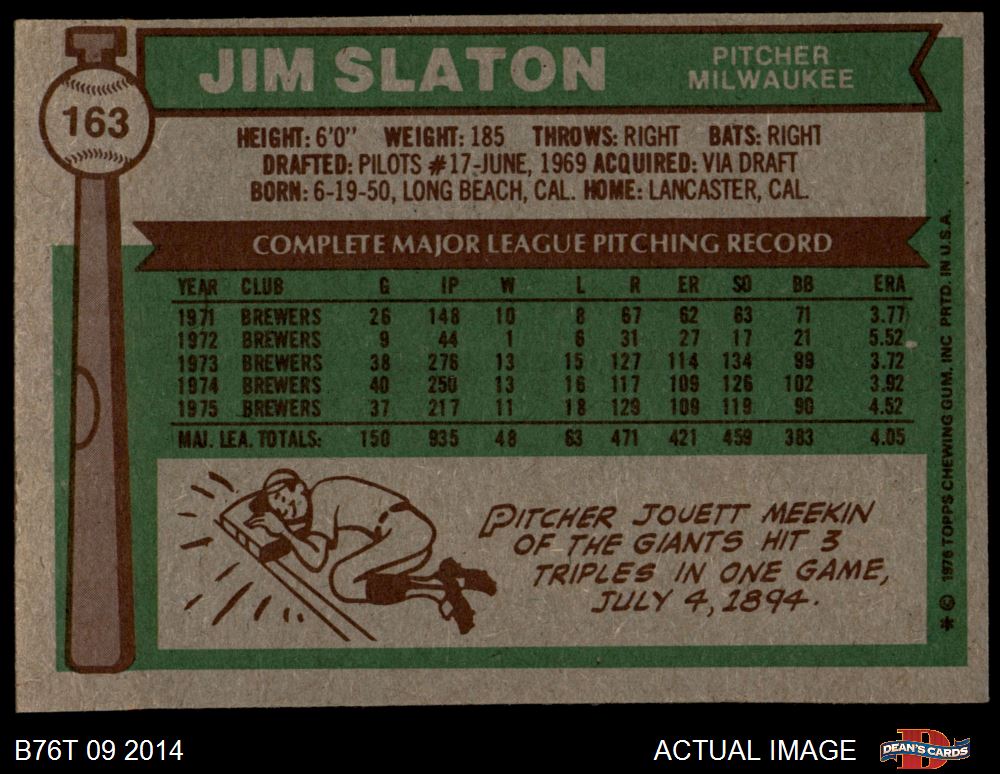 JIM SLATON
PITCHER
MILWAUKEE
163
HEIGHT: 6'0" WEIGHT: 185 THROWS: RIGHT BATS: RIGHT
DRAFTED: PILOTS #17-JUNE, 1969 ACQUIRED: VIA DRAFT
BORN: 6-19-50, LONG BEACH, CAL. HOME: LANCASTER, CAL.
COMPLETE MAJOR LEAGUE PITCHING RECORD
YEAR CLUB G IP W L R ER SO BB ERA
1971 BREWERS 26 148 10 8 67 62 63 71 3.77
1972 BREWERS 9 44 1 6 31 27 17 21 5.52
1973 BREWERS 38 276 13 15 127 114 134 99 3.72
1974 BREWERS 40 250 13 16 117 109 126 102 3.92
1975 BREWERS 37 217 11 18 129 109 119 90 4.52
MAJ. LEA. TOTALS: 150 935 48 63 471 421 459 383 4.05
PITCHER JOUETT MEEKIN
OF THE GIANTS HIT 3
TRIPLES IN ONE GAME,
JULY 4, 1894.
* © 1976 TOPPS CHEWING GUM, INC PRTD. IN U.S.A.
B76T 09 2014
ACTUAL IMAGE
DEAN'S CARDS